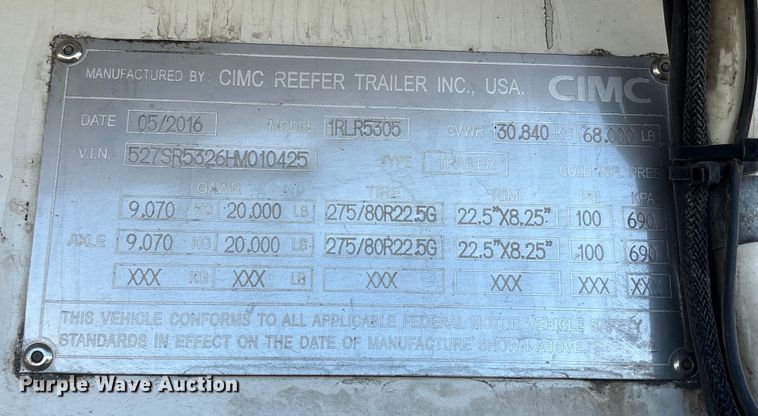 MANUFACTURED BY: CIMC REEFER TRAILER INC., USA. CIMC
DATE 05/2016 MODEL 1RLR5305 GVWR 30.840 KG 68.000 LB
V.I.N. 527SR5326HM010425 TYPE TRAILER COLD INFL. PRES
GAWR TIRE RIM PSI KPA
9.070 KG 20.000 LB 275/80R22.5G 22.5"X8.25" 100 690
AXLE 9.070 KG 20.000 LB 275/80R22.5G 22.5"X8.25" 100 690
XXX KG XXX LB XXX XXX XXX XXX
THIS VEHICLE CONFORMS TO ALL APPLICABLE FEDERAL MOTOR VEHICLE SAFETY
STANDARDS IN EFFECT ON THE DATE OF MANUFACTURE SHOWN ABOVE.
Purple Wave Auction